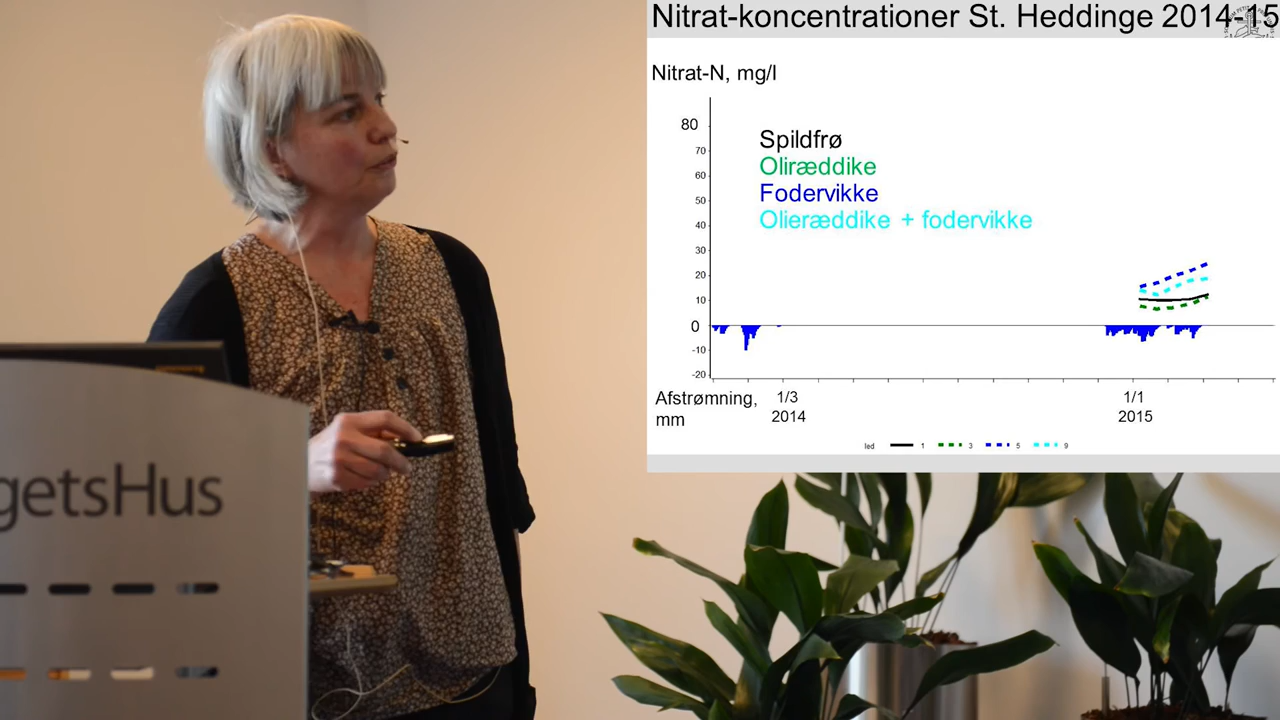 Nitrat-koncentrationer St. Heddinge 2014-15
Nitrat-N, mg/l
80
70
60
50
40
30
20
10
0
-10
-20
Spildfrø
Oliræddike
Fodervikke
Olieræddike + fodervikke
Afstrømning,
mm
1/3
2014
1/1
2015
led 1 3 5 9
getsHus